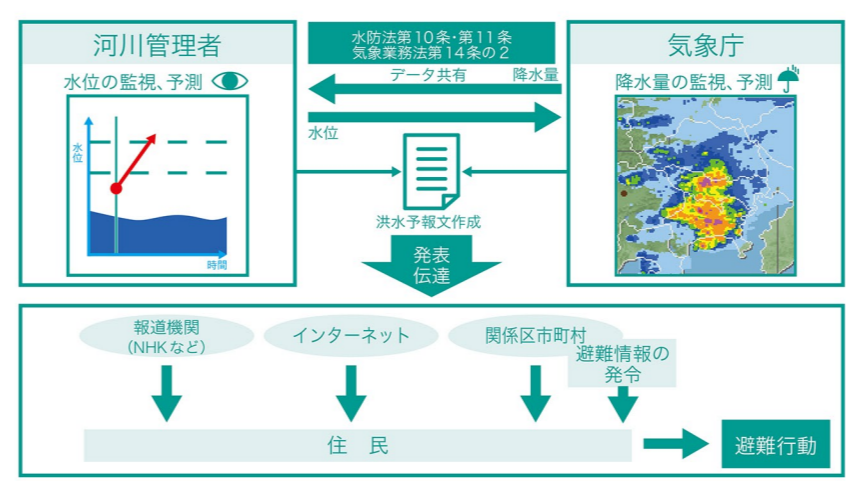 河川管理者
水位の監視、予測
水位
時間
水防法第10条・第11条
気象業務法第14条の2
データ共有 降水量
水位
洪水予報文作成
気象庁
降水量の監視、予測
発表
伝達
報道機関
(NHKなど)
インターネット
関係区市町村
避難情報の
発令
住 民
避難行動